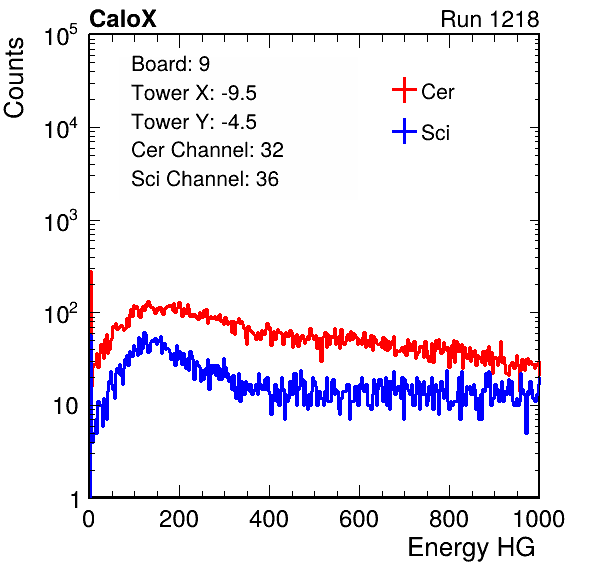 CaloX Run 1218
Counts
Board: 9
Tower X: -9.5
Tower Y: -4.5
Cer Channel: 32
Sci Channel: 36
Cer
Sci
10^5
10^4
10^3
10^2
10
1
0 200 400 600 800 1000
Energy HG